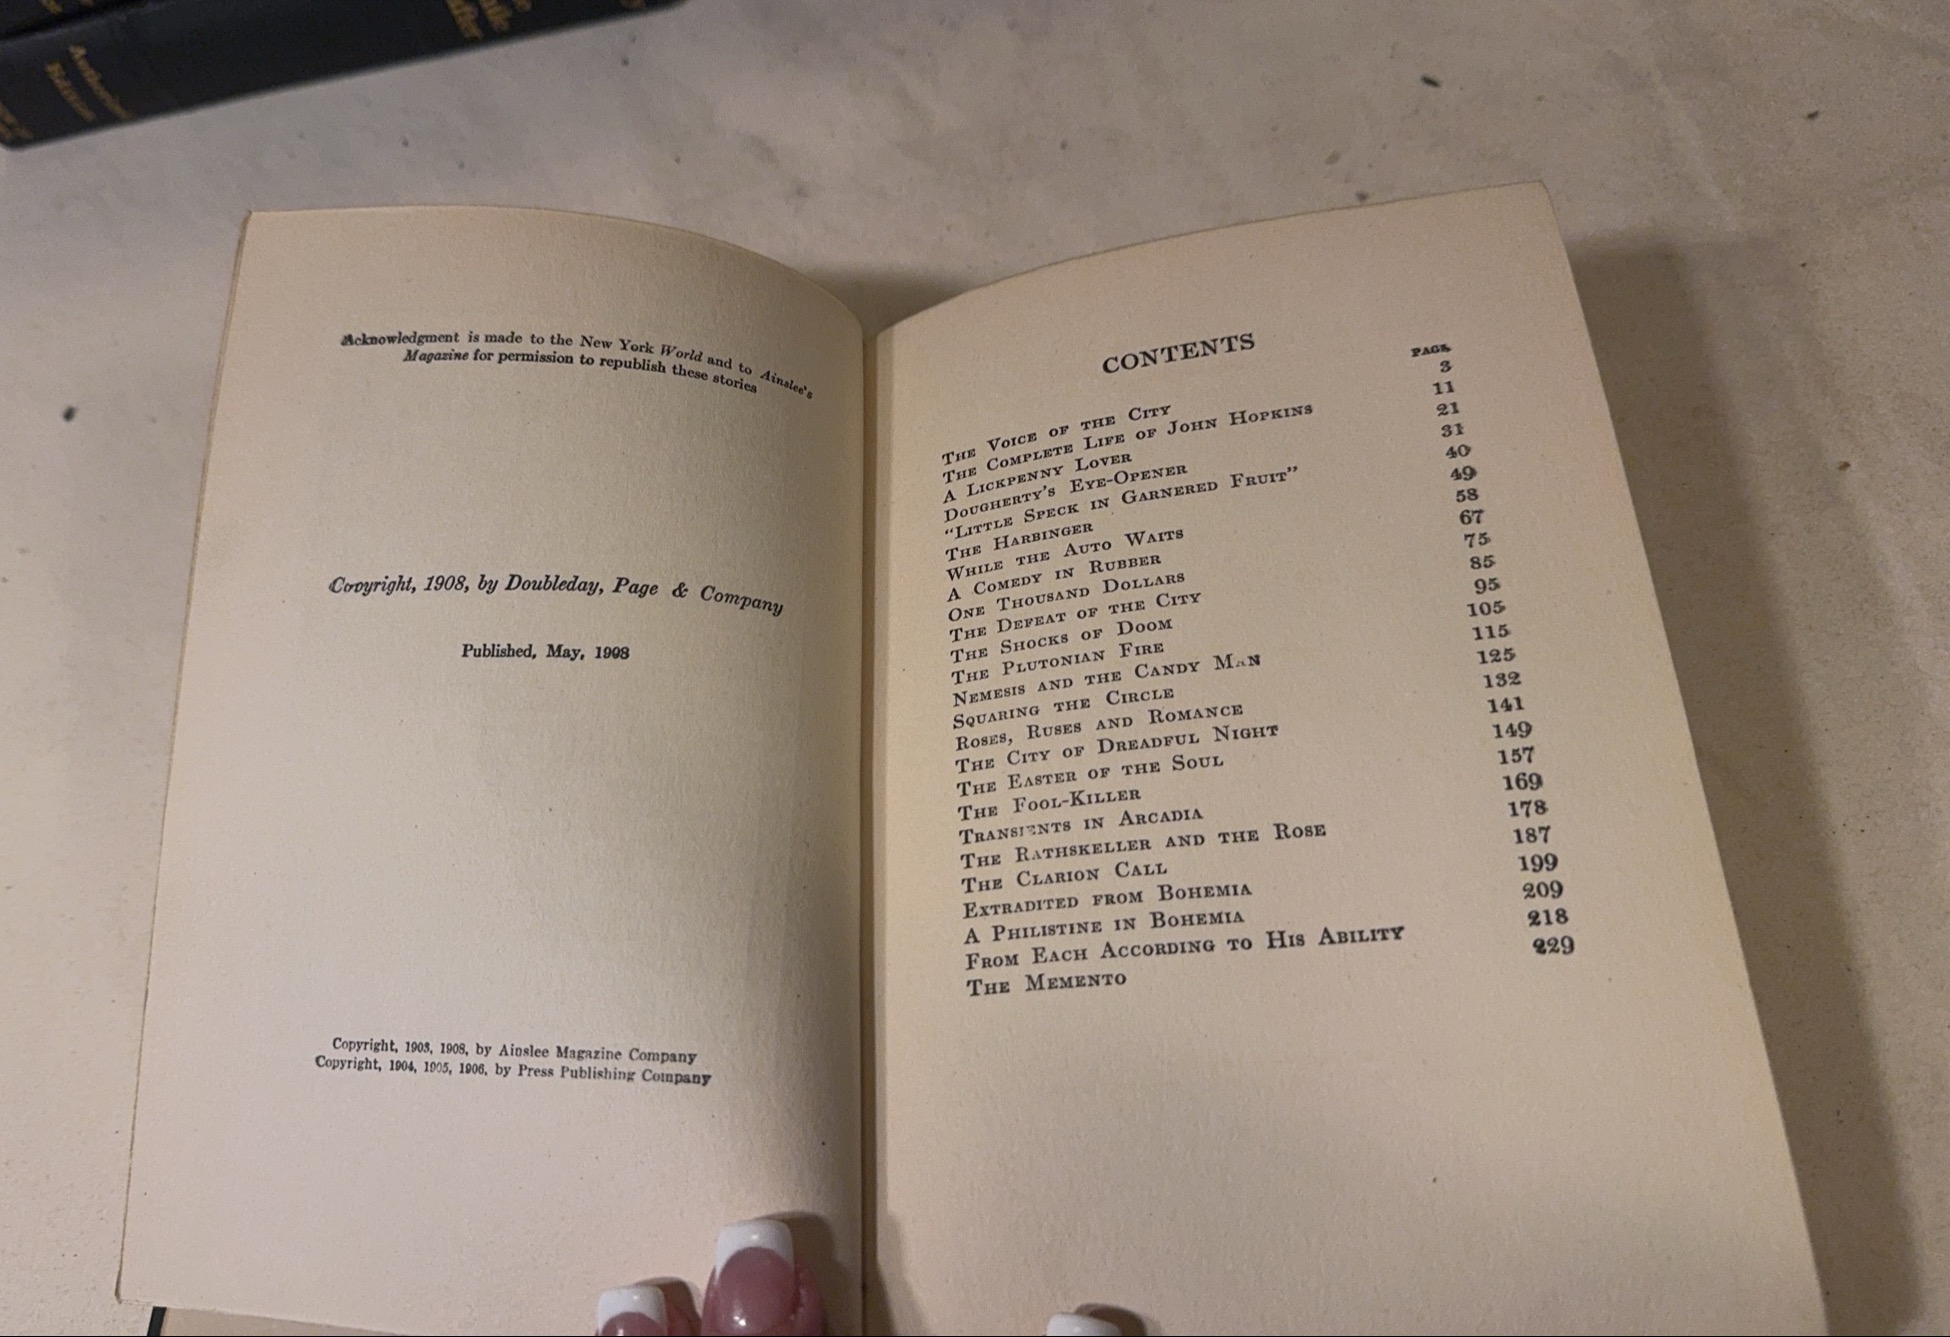 Authorized
Edition
Acknowledgment is made to the New York World and to Ainslee's
Magazine for permission to republish these stories
Copyright, 1908, by Doubleday, Page & Company
Published, May, 1908
Copyright, 1903, 1908, by Ainslee Magazine Company
Copyright, 1904, 1905, 1906, by Press Publishing Company
CONTENTS
PAGE
THE VOICE OF THE CITY 3
THE COMPLETE LIFE OF JOHN HOPKINS 11
A LICKPENNY LOVER 21
DOUGHERTY'S EYE-OPENER 31
"LITTLE SPECK IN GARNERED FRUIT" 40
THE HARBINGER 49
WHILE THE AUTO WAITS 58
A COMEDY IN RUBBER 67
ONE THOUSAND DOLLARS 75
THE DEFEAT OF THE CITY 85
THE SHOCKS OF DOOM 95
THE PLUTONIAN FIRE 105
NEMESIS AND THE CANDY MAN 115
SQUARING THE CIRCLE 125
ROSES, RUSES AND ROMANCE 132
THE CITY OF DREADFUL NIGHT 141
THE EASTER OF THE SOUL 149
THE FOOL-KILLER 157
TRANSIENTS IN ARCADIA 169
THE RATHSKELLER AND THE ROSE 178
THE CLARION CALL 187
EXTRADITED FROM BOHEMIA 199
A PHILISTINE IN BOHEMIA 209
FROM EACH ACCORDING TO HIS ABILITY 218
THE MEMENTO 229